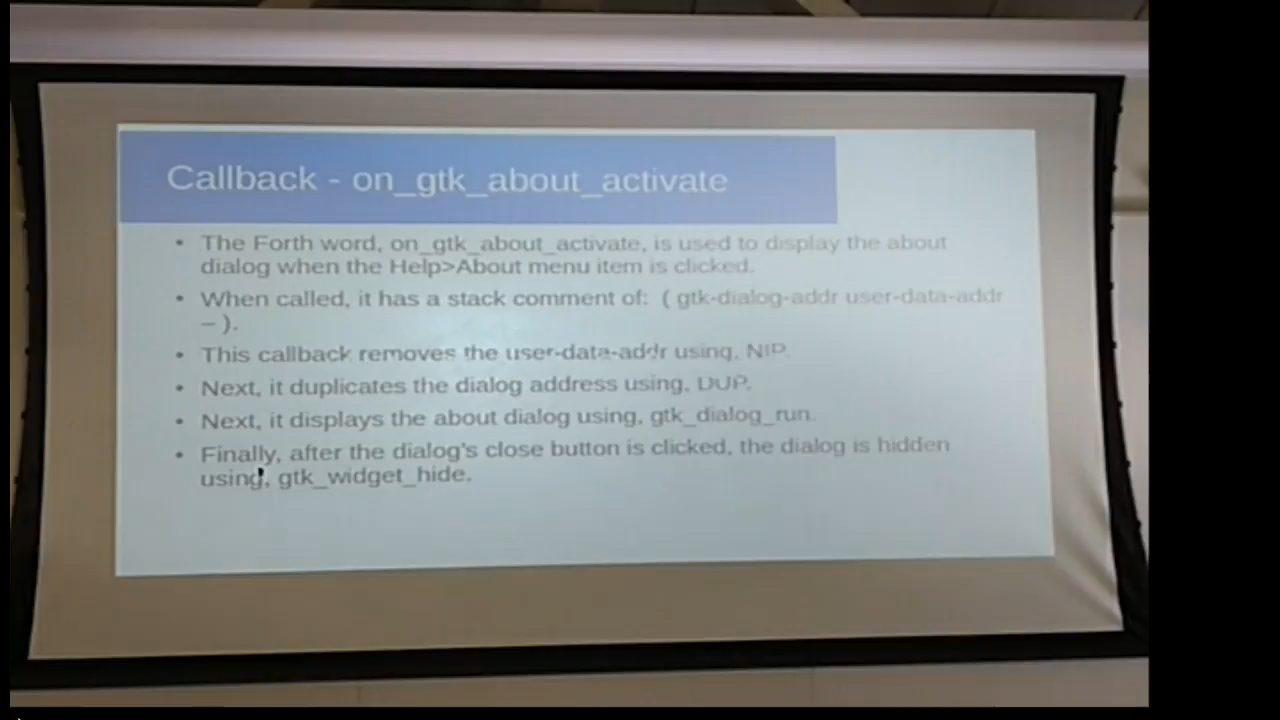 Callback - on_gtk_about_activate
• The Forth word, on_gtk_about_activate, is used to display the about
dialog when the Help>About menu item is clicked.
• When called, it has a stack comment of:  ( gtk-dialog-addr user-data-addr
– ).
• This callback removes the user-data-addr using, NIP.
• Next, it duplicates the dialog address using, DUP.
• Next, it displays the about dialog using, gtk_dialog_run.
• Finally, after the dialog's close button is clicked, the dialog is hidden
using, gtk_widget_hide.